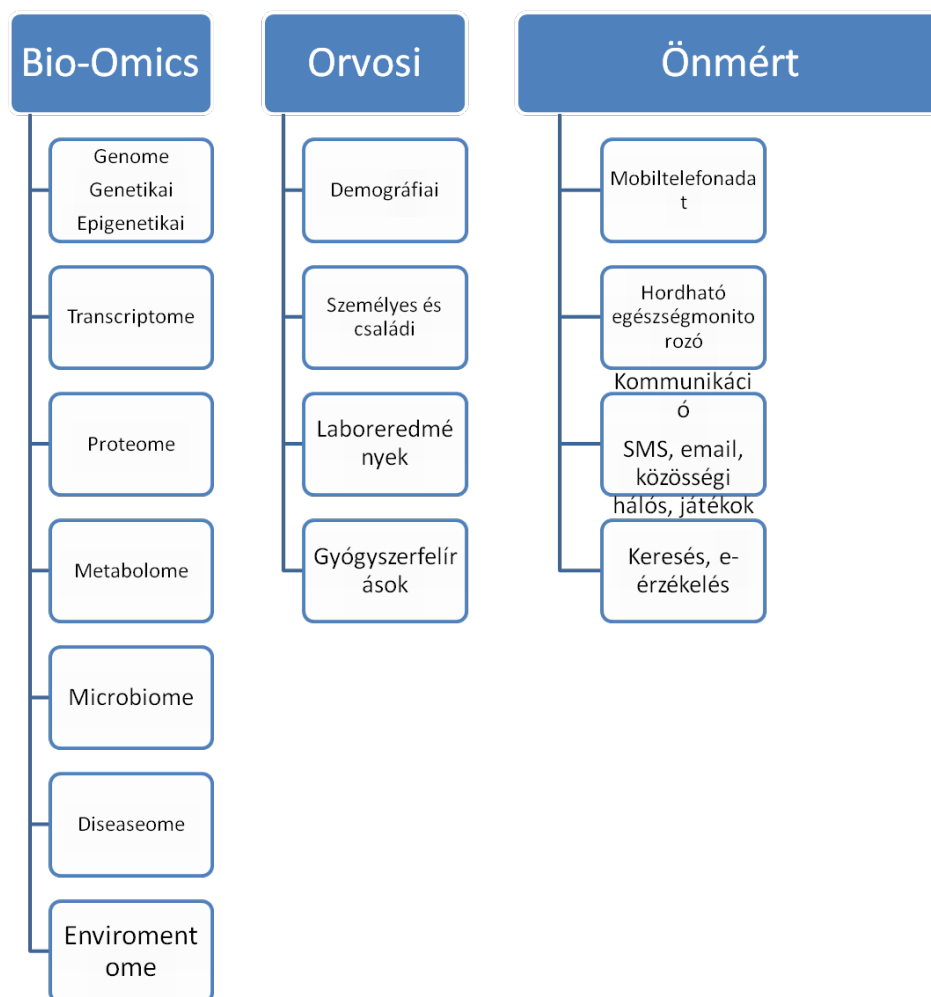 Bio-Omics
Genome
Genetikai
Epigenetikai
Transcriptome
Proteome
Metabolome
Microbiome
Diseaseome
Enviroment
ome
Orvosi
Demográfiai
Személyes és
családi
Laboreredmé
nyek
Gyógyszerfelír
ások
Önmért
Mobiltelefonada
t
Hordható
egészségmonito
rozó
Kommunikáci
ó
SMS, email,
közösségi
hálós, játékok
Keresés, e-
érzékelés